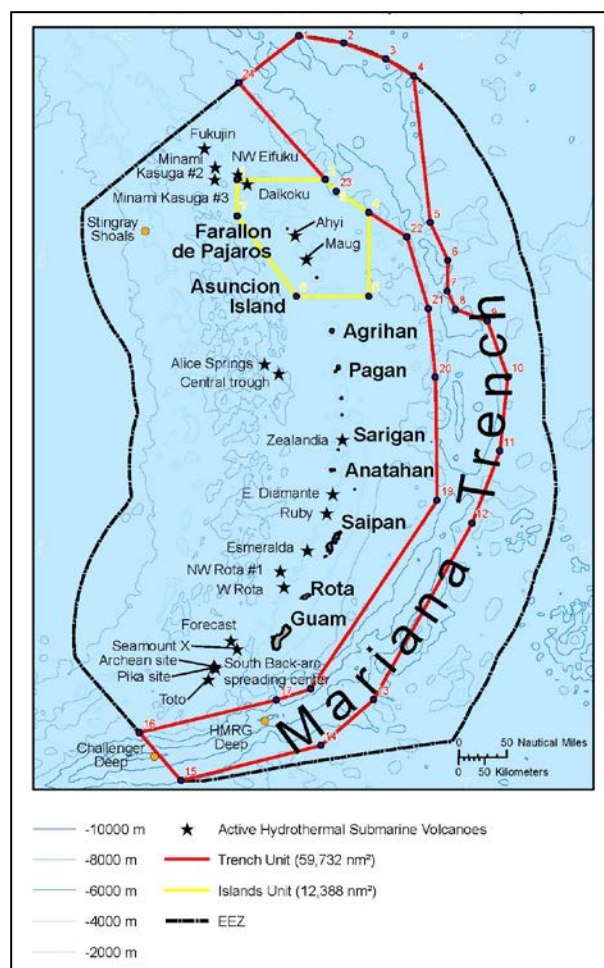 1
2
3
4
24
Fukujin
Minami
Kasuga #2
NW Eifuku
Daikoku
Minami Kasuga #3
23
Stingray
Shoals
Farallon
de Pajaros
Ahyi
Maug
4
22
5
6
7
8
9
Asuncion
Island
21
Agrihan
10
Alice Springs
Pagan
20
Central trough
Zealandia
Sarigan
11
Anatahan
E. Diamante
19
12
Ruby
Saipan
Esmeralda
NW Rota #1
W Rota
Rota
Guam
Forecast
Seamount X
Archean site
South Back-arc
Pika site
spreading center
Toto
17
13
16
HMRG
Deep
14
Challenger
Deep
15
Mariana Trench
0 50 Nautical Miles
0 50 Kilometers
-10000 m
Active Hydrothermal Submarine Volcanoes
-8000 m
Trench Unit (59,732 nm²)
-6000 m
Islands Unit (12,388 nm²)
-4000 m
EEZ
-2000 m